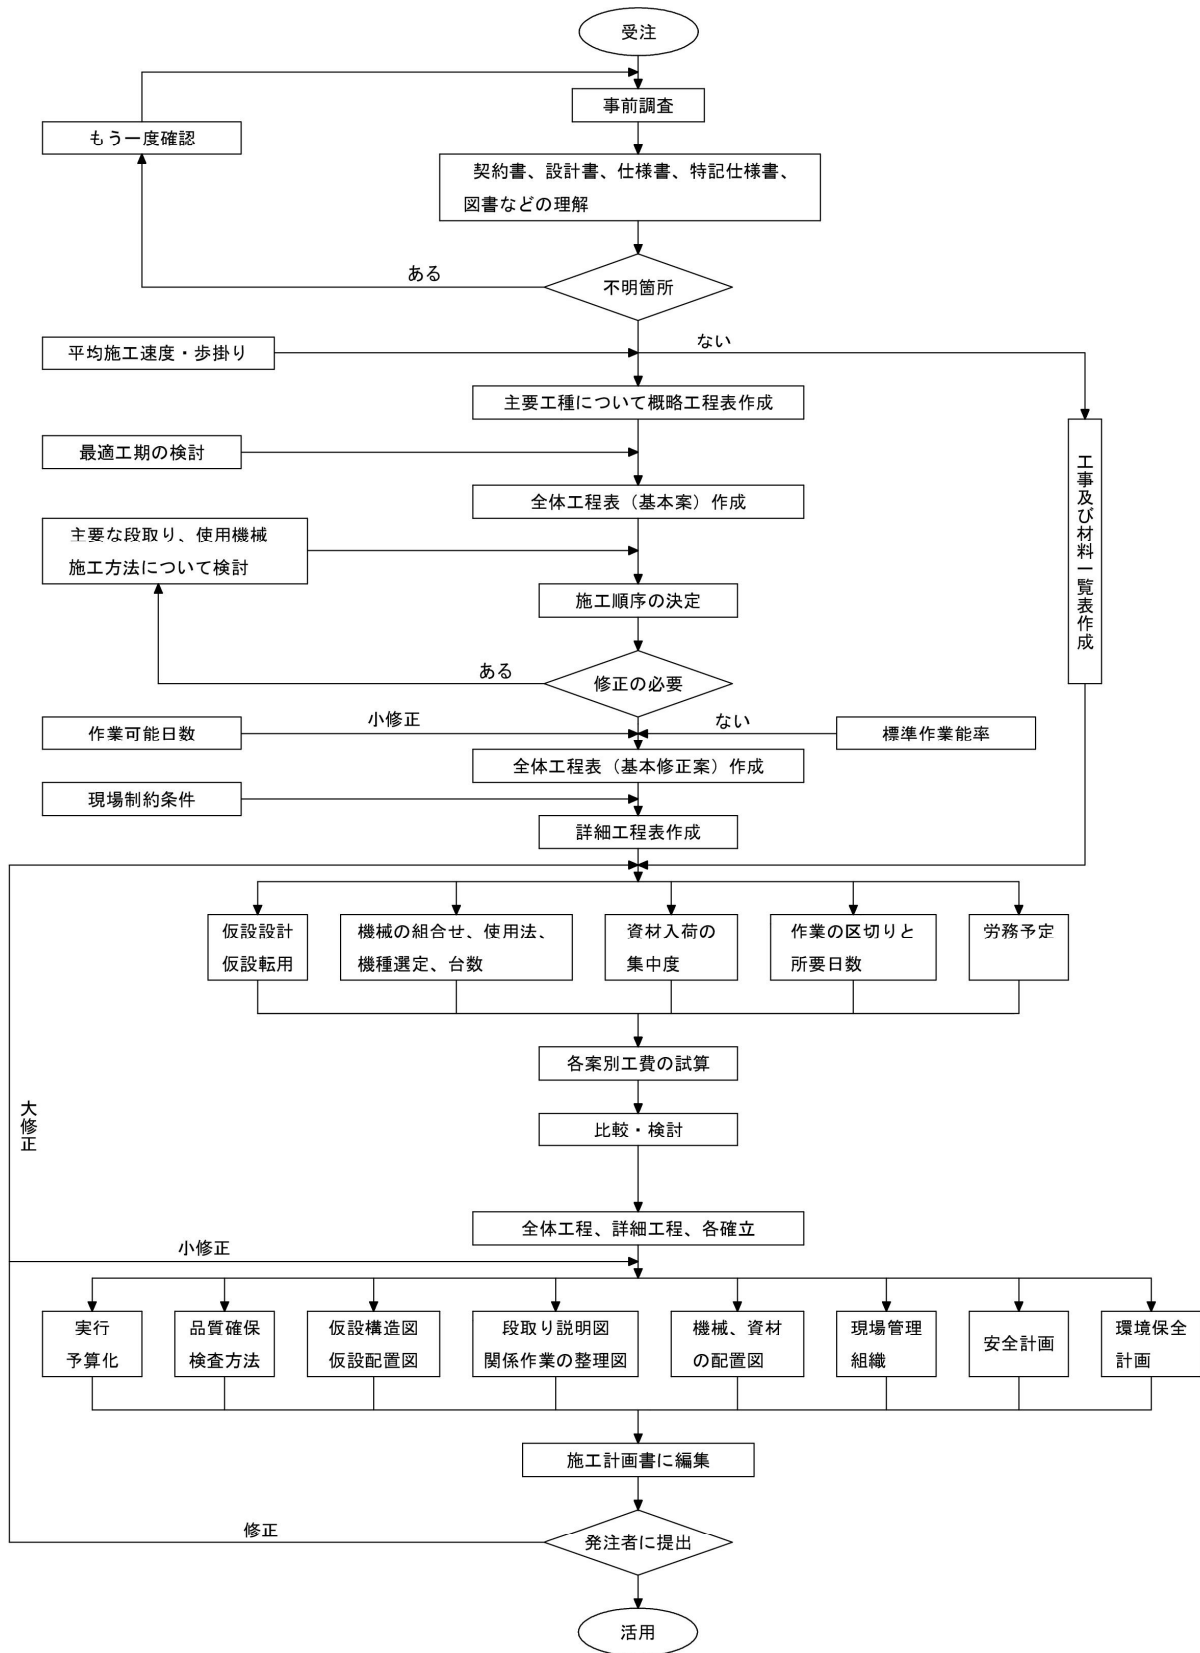 受注
事前調査
もう一度確認
契約書、設計書、仕様書、特記仕様書、
図書などの理解
ある
不明箇所
ない
平均施工速度・歩掛り
主要工種について概略工程表作成
最適工期の検討
工事及び材料一覧表作成
全体工程表（基本案）作成
主要な段取り、使用機械
施工方法について検討
施工順序の決定
ある
修正の必要
小修正
ない
作業可能日数
標準作業能率
全体工程表（基本修正案）作成
現場制約条件
詳細工程表作成
仮設設計
仮設転用
機械の組合せ、使用法、
機種選定、台数
資材入荷の
集中度
作業の区切りと
所要日数
労務予定
各案別工費の試算
大修正
比較・検討
全体工程、詳細工程、各確立
小修正
実行
予算化
品質確保
検査方法
仮設構造図
仮設配置図
段取り説明図
関係作業の整理図
機械、資材
の配置図
現場管理
組織
安全計画
環境保全
計画
施工計画書に編集
修正
発注者に提出
活用